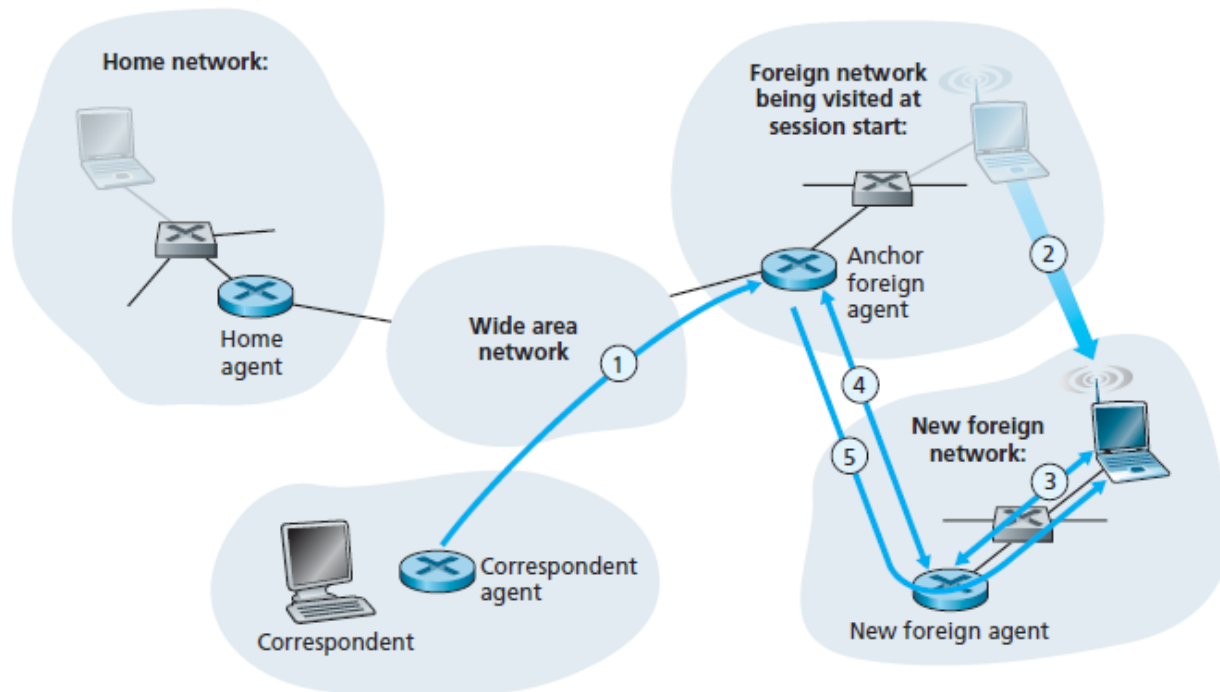 Home network:
Home
agent
Wide area
network
1
Foreign network
being visited at
session start:
Anchor
foreign
agent
2
4
5
New foreign
network:
3
New foreign agent
Correspondent
agent
Correspondent